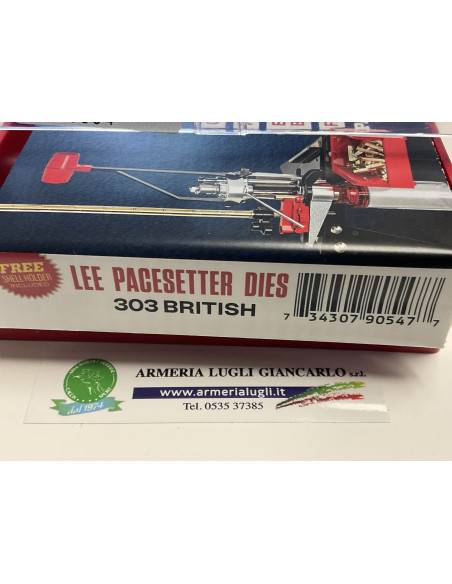 FREE
SHELL HOLDER
INCLUDED
LEE PACESETTER DIES
303 BRITISH
7 34307 90547 7
ARMERIA LUGLI GIANCARLO s.r.l.
www.armerialugli.it
Tel. 0535 37385
dal 1974